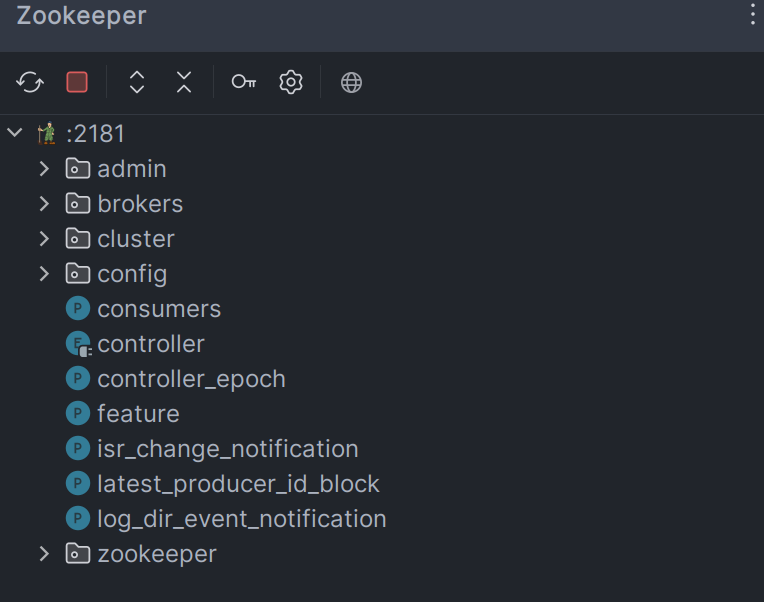 Zookeeper
:2181
admin
brokers
cluster
config
P consumers
E controller
P controller_epoch
P feature
P isr_change_notification
P latest_producer_id_block
P log_dir_event_notification
zookeeper